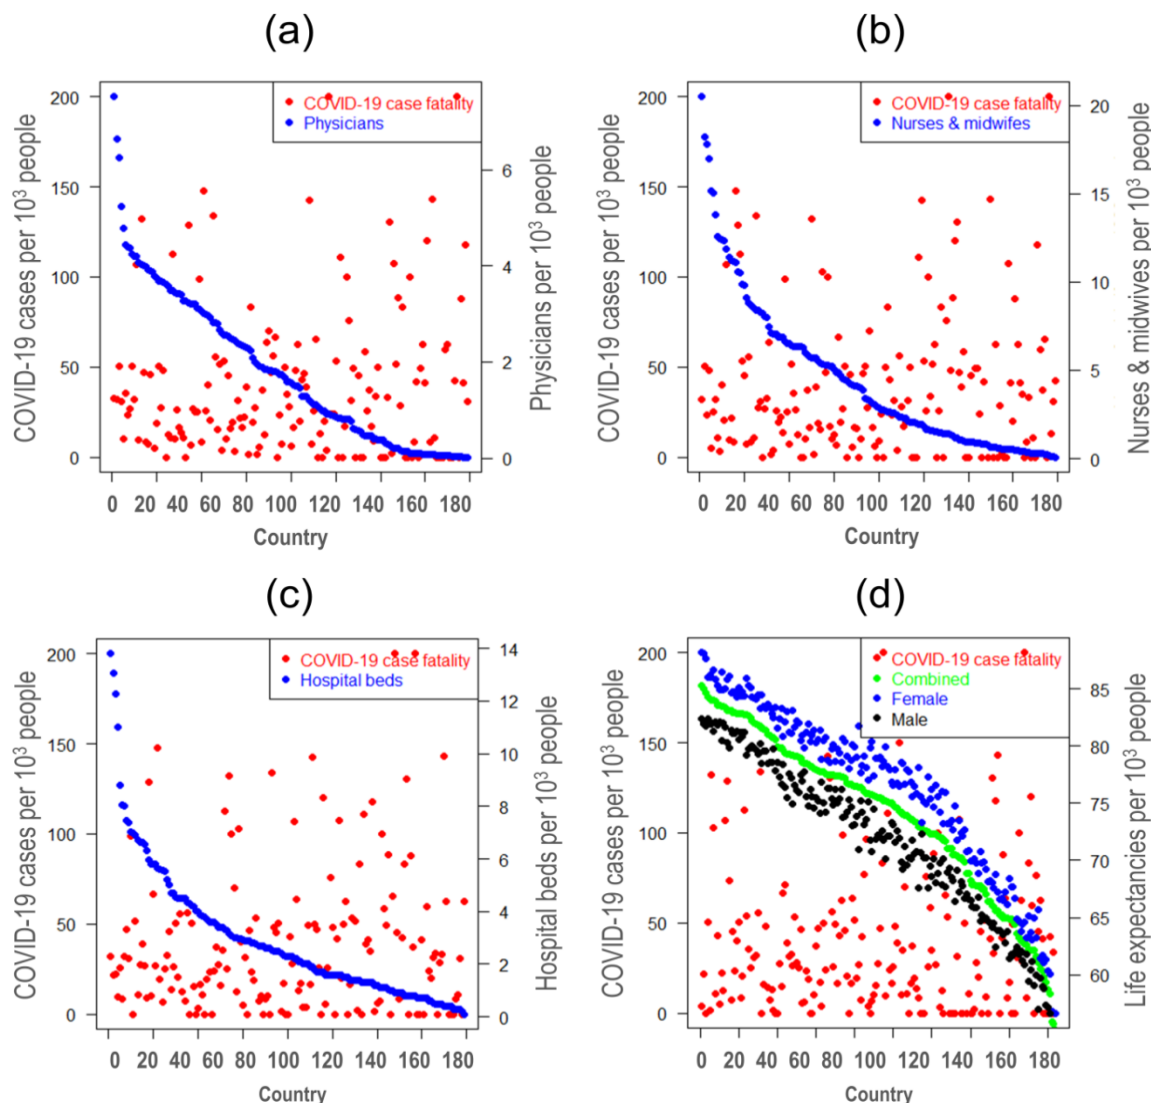 (a)
COVID-19 cases per 10³ people
200
150
100
50
0
COVID-19 case fatality
Physicians
6
4
2
0
Physicians per 10³ people
0 20 40 60 80 100 120 140 160 180
Country
(b)
COVID-19 cases per 10³ people
200
150
100
50
0
COVID-19 case fatality
Nurses & midwifes
20
15
10
5
0
Nurses & midwives per 10³ people
0 20 40 60 80 100 120 140 160 180
Country
(c)
COVID-19 cases per 10³ people
200
150
100
50
0
COVID-19 case fatality
Hospital beds
14
12
10
8
6
4
2
0
Hospital beds per 10³ people
0 20 40 60 80 100 120 140 160 180
Country
(d)
COVID-19 cases per 10³ people
200
150
100
50
0
COVID-19 case fatality
Combined
Female
Male
85
80
75
70
65
60
Life expectancies per 10³ people
0 20 40 60 80 100 120 140 160 180
Country